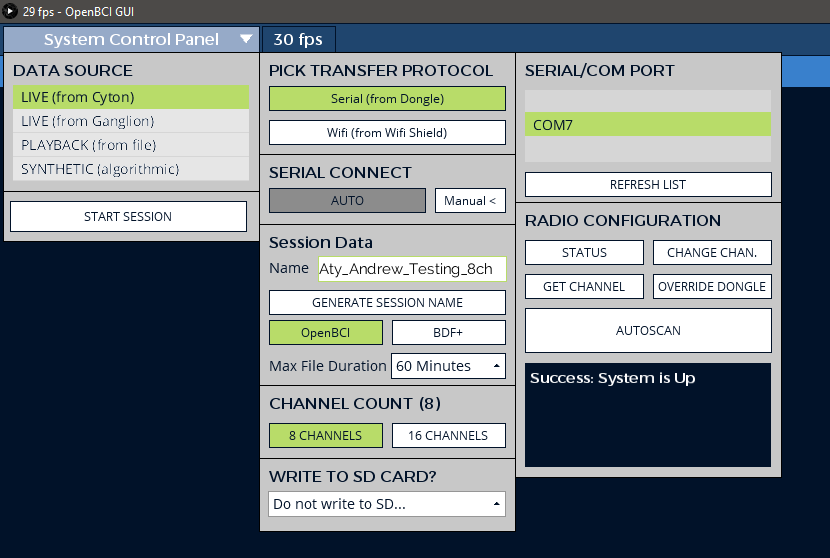 29 fps - OpenBCI GUI
System Control Panel
30 fps
DATA SOURCE
LIVE (from Cyton)
LIVE (from Ganglion)
PLAYBACK (from file)
SYNTHETIC (algorithmic)
START SESSION
PICK TRANSFER PROTOCOL
Serial (from Dongle)
Wifi (from Wifi Shield)
SERIAL CONNECT
AUTO
Manual <
Session Data
Name
Aty_Andrew_Testing_8ch
GENERATE SESSION NAME
OpenBCI
BDF+
Max File Duration
60 Minutes
CHANNEL COUNT (8)
8 CHANNELS
16 CHANNELS
WRITE TO SD CARD?
Do not write to SD...
SERIAL/COM PORT
COM7
REFRESH LIST
RADIO CONFIGURATION
STATUS
CHANGE CHAN.
GET CHANNEL
OVERRIDE DONGLE
AUTOSCAN
Success: System is Up